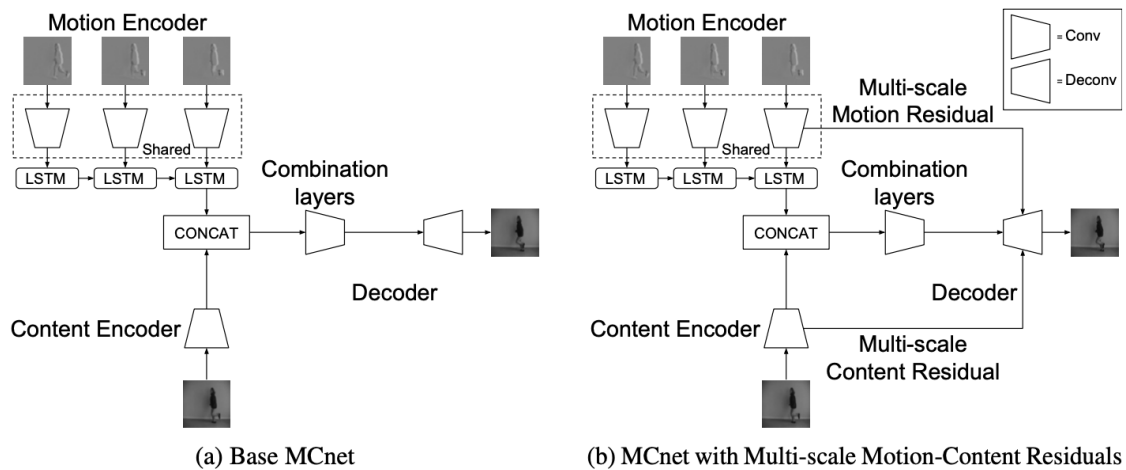 Motion Encoder
Shared
LSTM
LSTM
LSTM
Combination
layers
CONCAT
Decoder
Content Encoder
(a) Base MCnet
Motion Encoder
= Conv
= Deconv
Multi-scale
Motion Residual
Shared
LSTM
LSTM
LSTM
Combination
layers
CONCAT
Decoder
Content Encoder
Multi-scale
Content Residual
(b) MCnet with Multi-scale Motion-Content Residuals